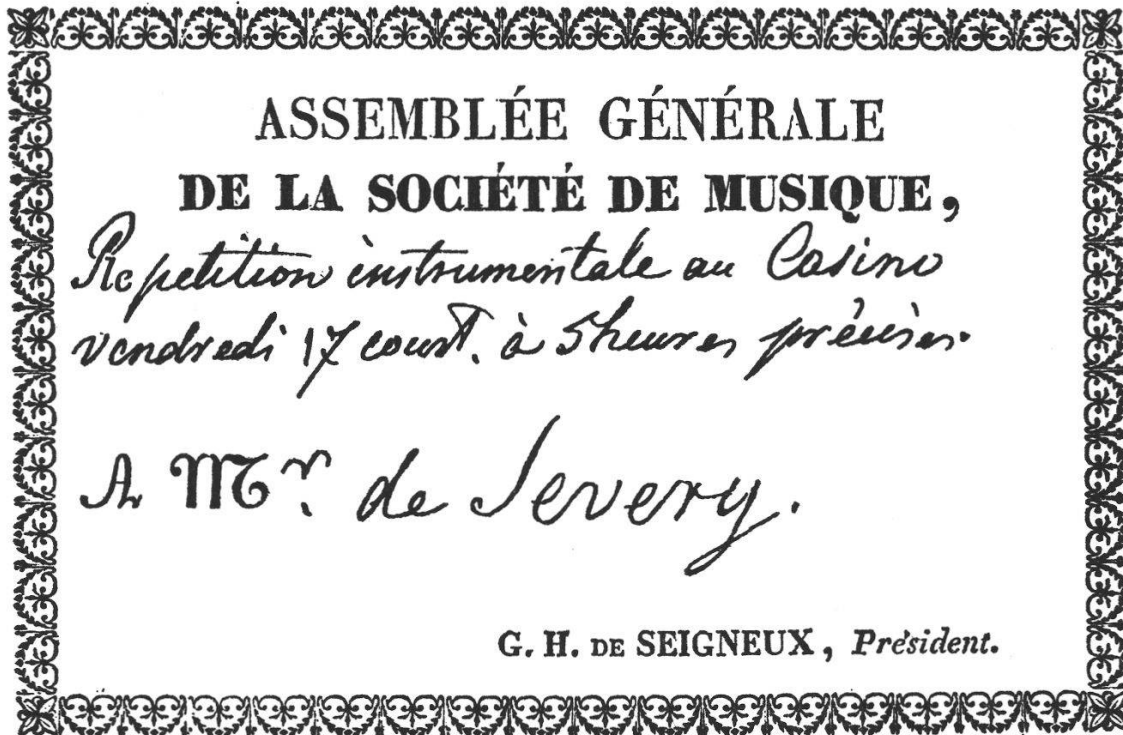 ASSEMBLÉE GÉNÉRALE
DE LA SOCIÉTÉ DE MUSIQUE,
Repetition instrumentale au Casino
vendredi 17 court. à 5 heures précises.
A Mr. de Severy.
G. H. DE SEIGNEUX, Président.